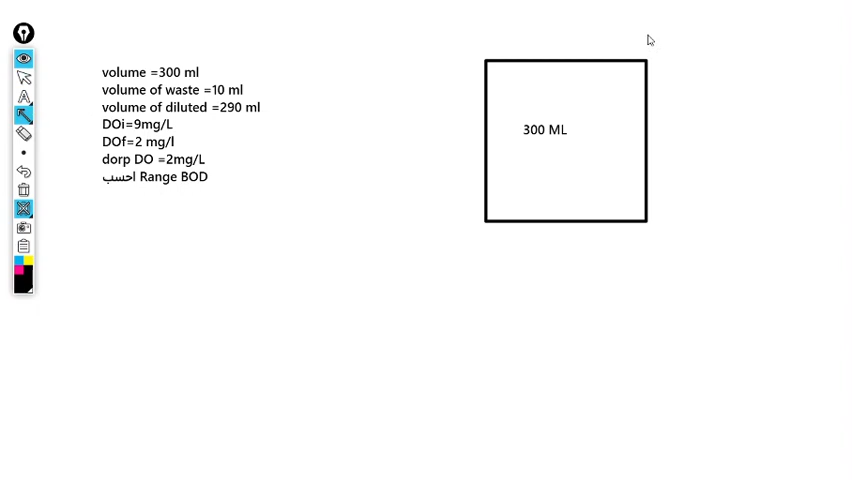 volume =300 ml
volume of waste =10 ml
volume of diluted =290 ml
DOi=9mg/L
DOf=2 mg/l
dorp DO =2mg/L
احسب Range BOD
300 ML